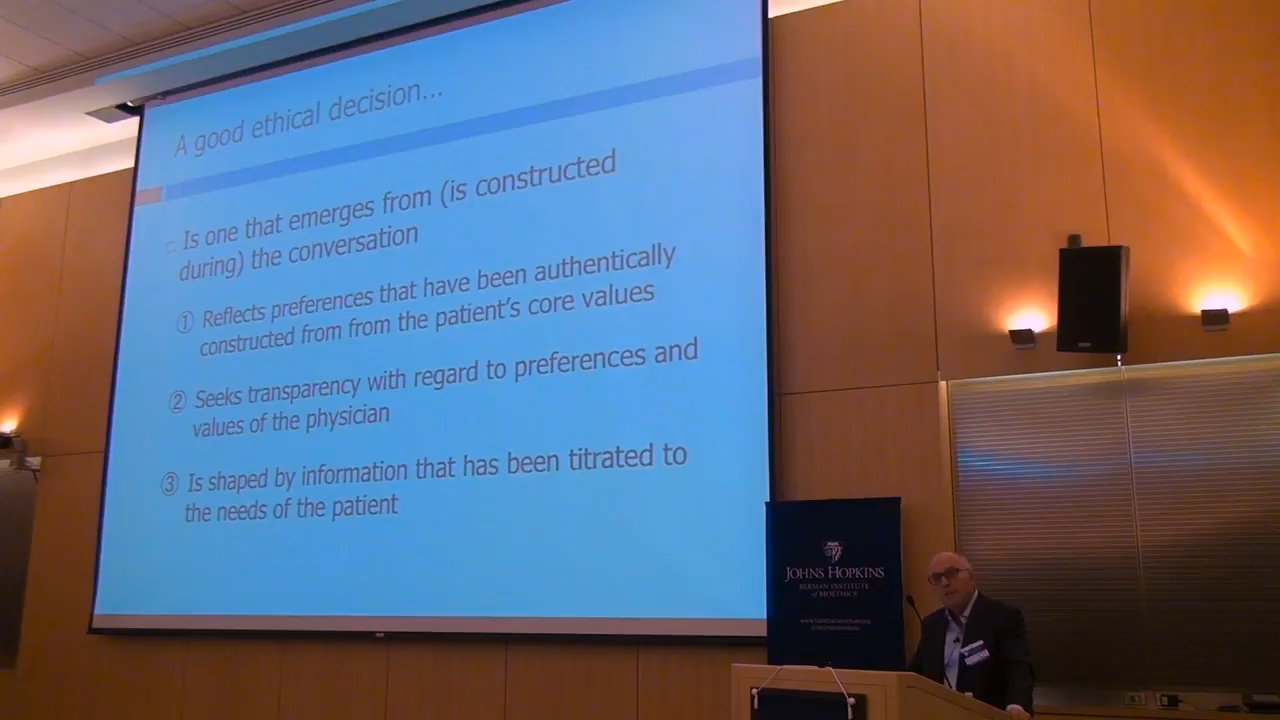 A good ethical decision...
Is one that emerges from (is constructed
during) the conversation
① Reflects preferences that have been authentically
constructed from from the patient's core values
② Seeks transparency with regard to preferences and
values of the physician
③ Is shaped by information that has been titrated to
the needs of the patient
JOHNS HOPKINS
BERMAN INSTITUTE
of BIOETHICS